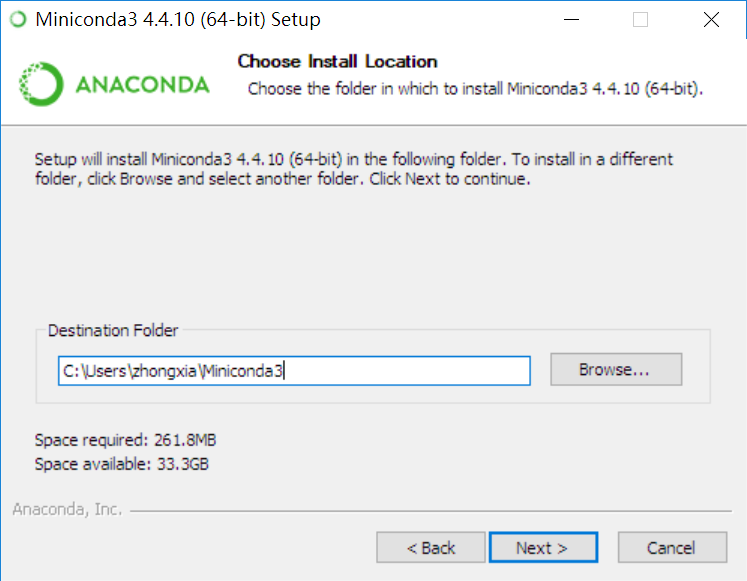 Miniconda3 4.4.10 (64-bit) Setup
ANACONDA
Choose Install Location
Choose the folder in which to install Miniconda3 4.4.10 (64-bit).
Setup will install Miniconda3 4.4.10 (64-bit) in the following folder. To install in a different
folder, click Browse and select another folder. Click Next to continue.
Destination Folder
C:\Users\zhongxia\Miniconda3
Browse...
Space required: 261.8MB
Space available: 33.3GB
Anaconda, Inc.
< Back
Next >
Cancel